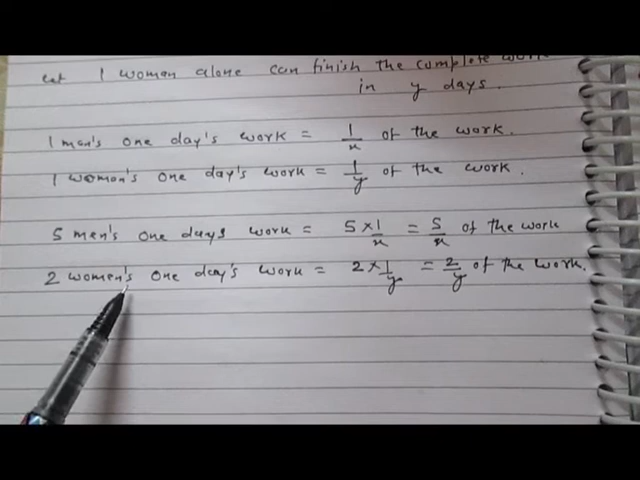 Let 1 woman alone can finish the complete work
in y days.
1 man's one day's work = 1/x of the work.
1 woman's one day's work = 1/y of the work.
5 men's one days work = 5 × 1/x = 5/x of the work
2 women's one day's work = 2 × 1/y = 2/y of the work.